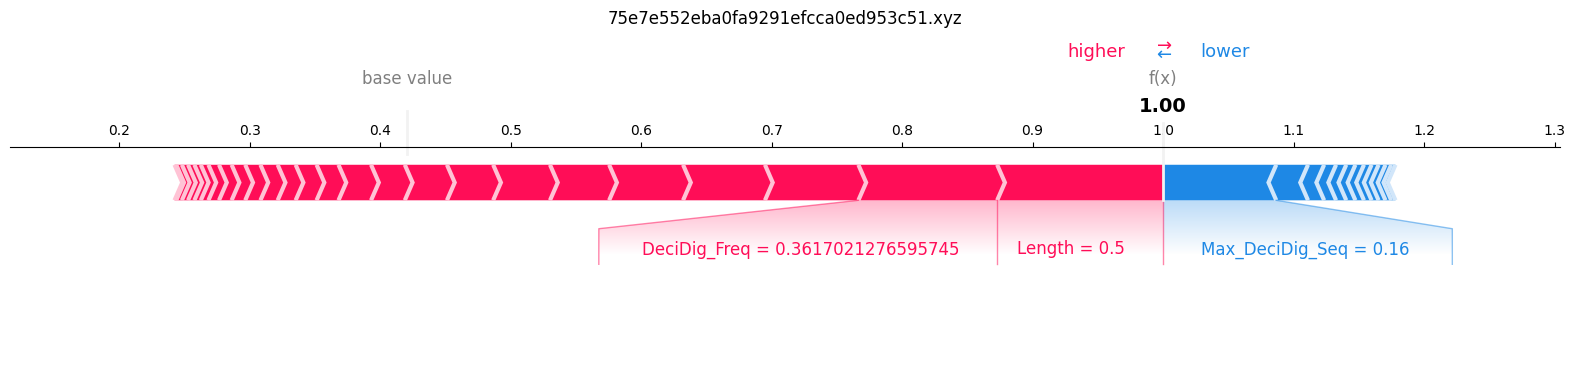 75e7e552eba0fa9291efcca0ed953c51.xyz
higher ⇄ lower
base value f(x)
1.00
0.2 0.3 0.4 0.5 0.6 0.7 0.8 0.9 1.0 1.1 1.2 1.3
DeciDig_Freq = 0.3617021276595745 Length = 0.5 Max_DeciDig_Seq = 0.16